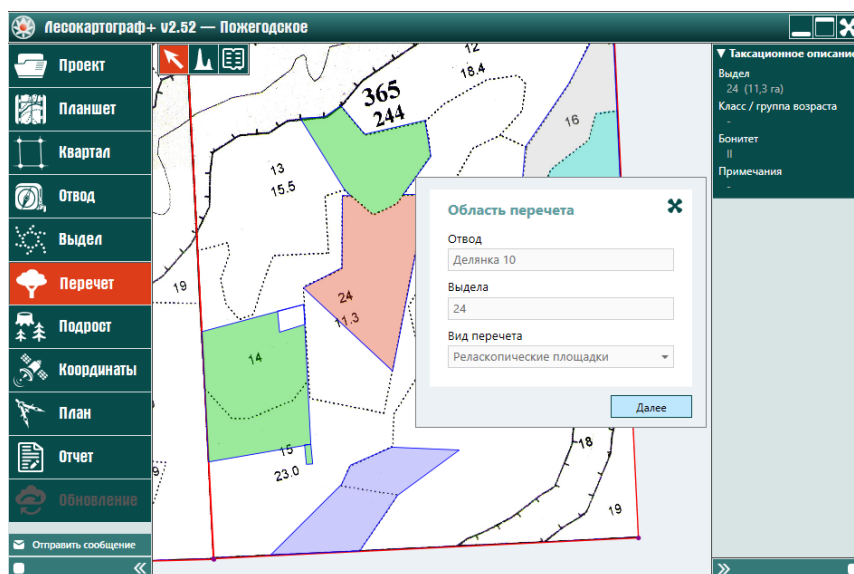 Лесокартограф+ v2.52 — Пожегодское
Проект
Планшет
Квартал
Отвод
Выдел
Перечет
Подрост
Координаты
План
Отчет
Обновление
Отправить сообщение
12
18.4
365
244
16
13
15.5
19
24
11,3
14
15
23.0
18
19
9
Область перечета
Отвод
Делянка 10
Выдела
24
Вид перечета
Реласкопические площадки
Далее
▼ Таксационное описание
Выдел
24 (11,3 га)
Класс / группа возраста
-
Бонитет
II
Примечания
-